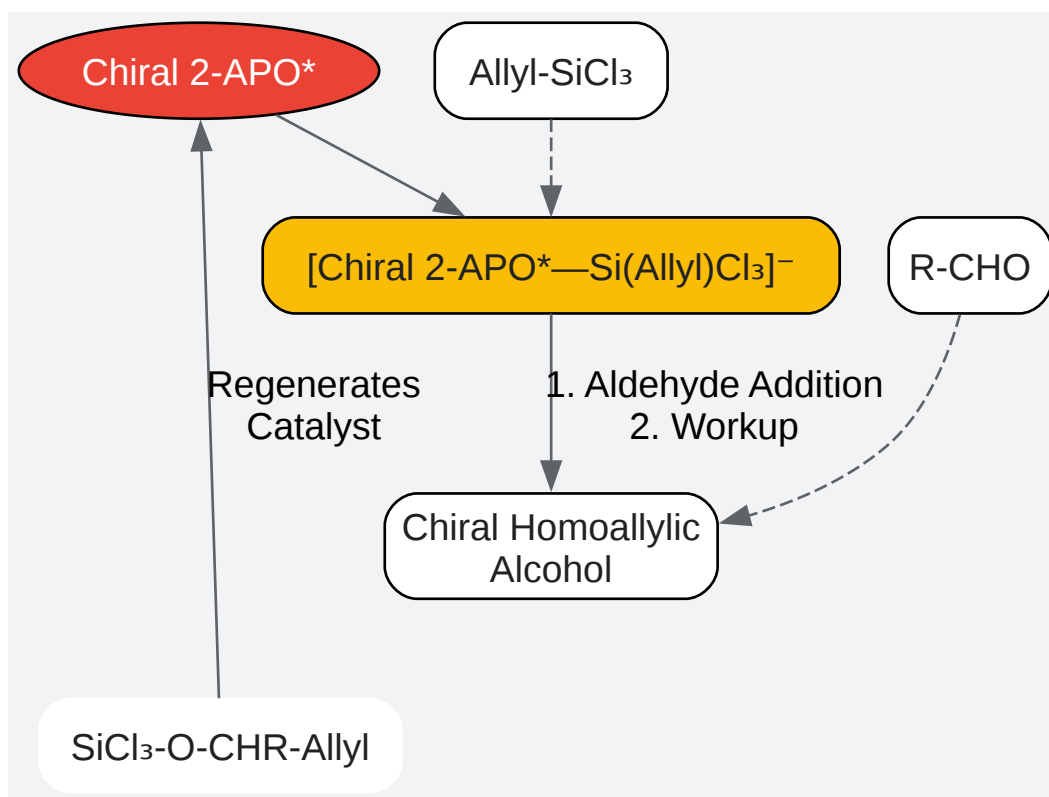 Chiral 2-APO*
Allyl-SiCl₃
[Chiral 2-APO*—Si(Allyl)Cl₃]⁻
R-CHO
Regenerates
Catalyst
1. Aldehyde Addition
2. Workup
Chiral Homoallylic
Alcohol
SiCl₃-O-CHR-Allyl